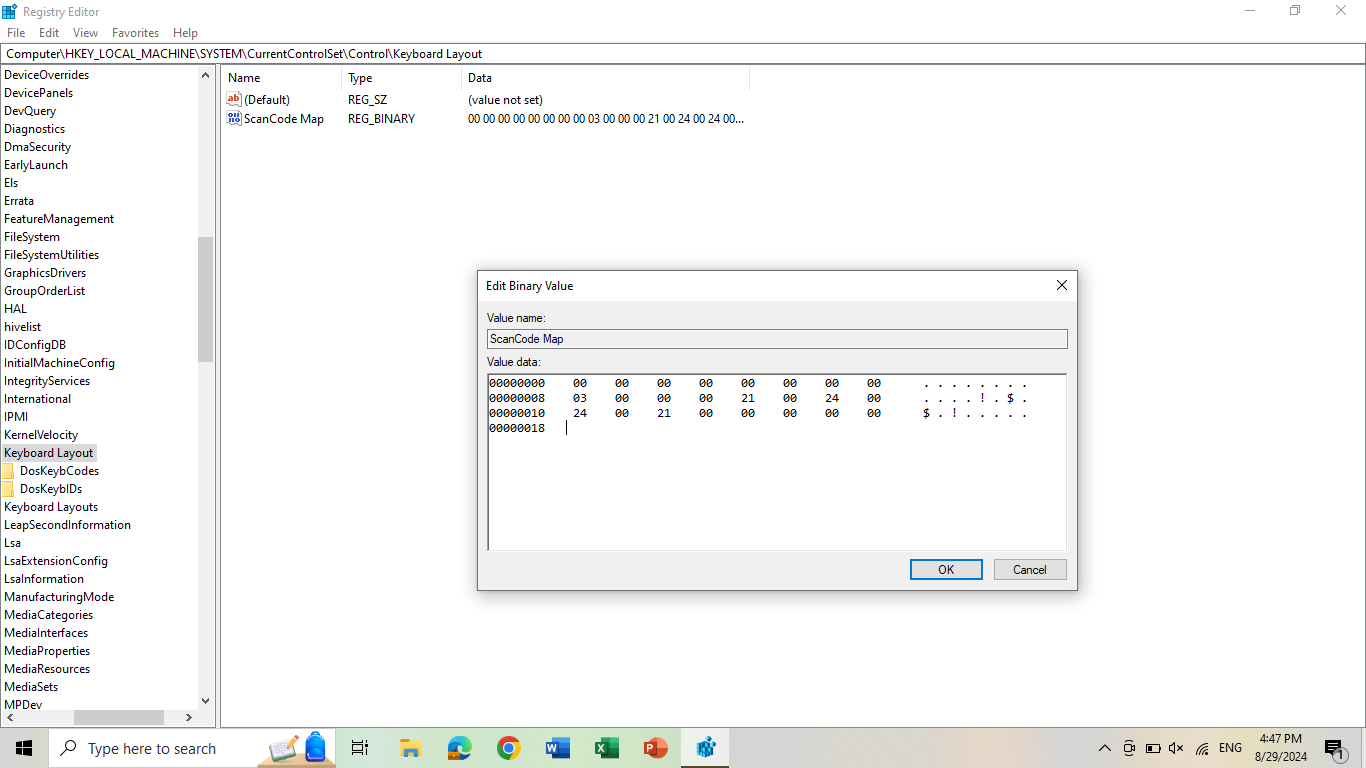 Registry Editor
File Edit View Favorites Help
Computer\HKEY_LOCAL_MACHINE\SYSTEM\CurrentControlSet\Control\Keyboard Layout
DeviceOverrides
DevicePanels
DevQuery
Diagnostics
DmaSecurity
EarlyLaunch
Els
Errata
FeatureManagement
FileSystem
FileSystemUtilities
GraphicsDrivers
GroupOrderList
HAL
hivelist
IDConfigDB
InitialMachineConfig
IntegrityServices
International
IPMI
KernelVelocity
Keyboard Layout
DosKeybCodes
DosKeybIDs
Keyboard Layouts
LeapSecondInformation
Lsa
LsaExtensionConfig
LsaInformation
ManufacturingMode
MediaCategories
MediaInterfaces
MediaProperties
MediaResources
MediaSets
MPDev
Name Type Data
(Default) REG_SZ (value not set)
ScanCode Map REG_BINARY 00 00 00 00 00 00 00 00 03 00 00 00 21 00 24 00 24 00...
Edit Binary Value
Value name:
ScanCode Map
Value data:
00000000 00 00 00 00 00 00 00 00 . . . . . . . .
00000008 03 00 00 00 21 00 24 00 . . . . ! . $ .
00000010 24 00 21 00 00 00 00 00 $ . ! . . . . .
00000018
OK Cancel
Type here to search
ENG
4:47 PM
8/29/2024
1